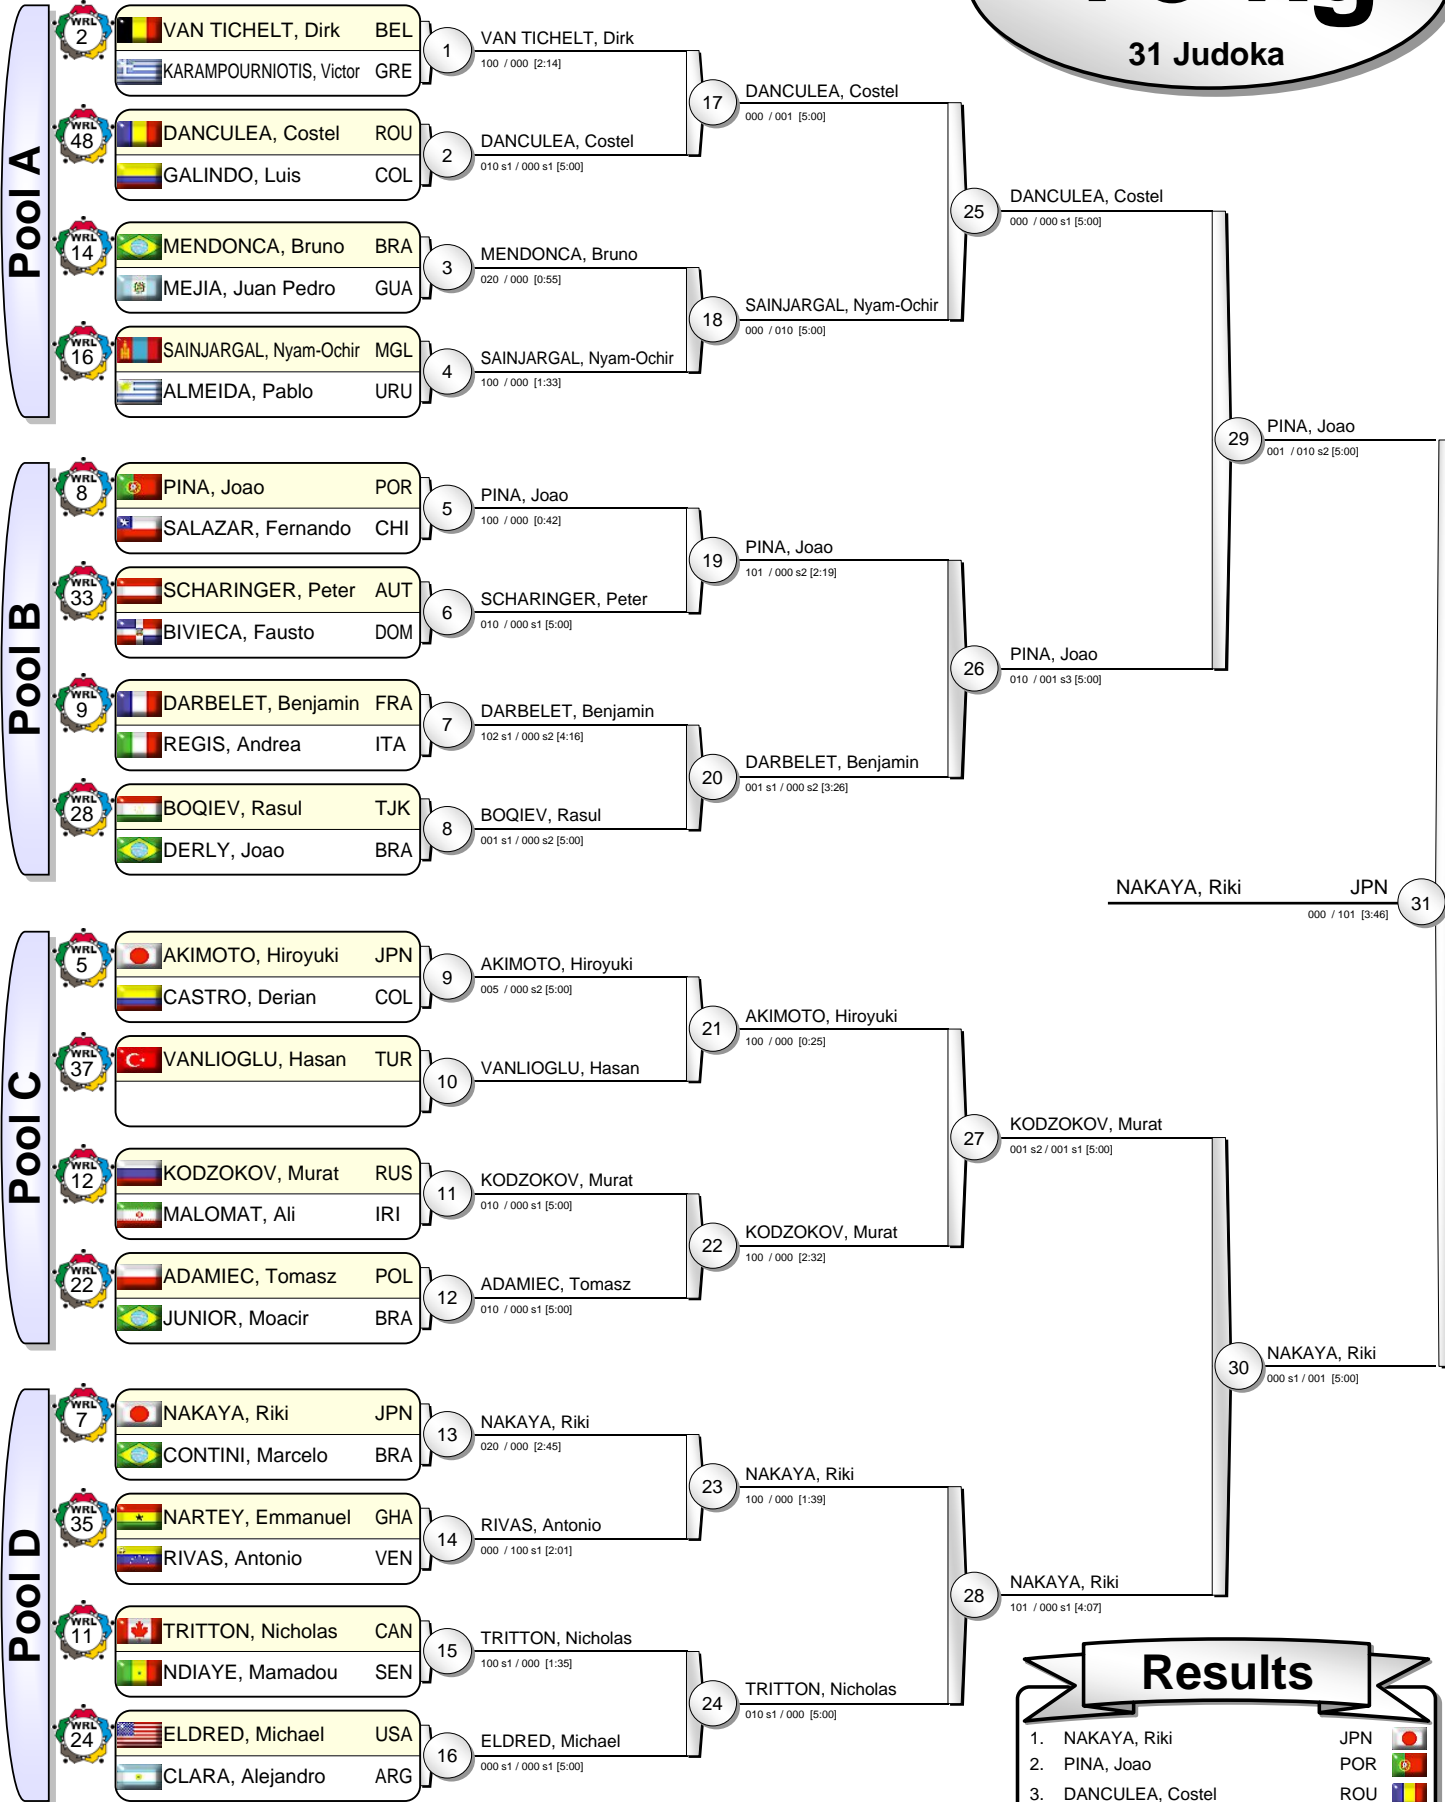 31 Judoka
Pool A
WRL 2
VAN TICHELT, Dirk BEL
KARAMPOURNIOTIS, Victor GRE
1
VAN TICHELT, Dirk
100 / 000 [2:14]
WRL 48
DANCULEA, Costel ROU
GALINDO, Luis COL
2
DANCULEA, Costel
010 s1 / 000 s1 [5:00]
17
DANCULEA, Costel
000 / 001 [5:00]
WRL 14
MENDONCA, Bruno BRA
MEJIA, Juan Pedro GUA
3
MENDONCA, Bruno
020 / 000 [0:55]
WRL 16
SAINJARGAL, Nyam-Ochir MGL
ALMEIDA, Pablo URU
4
SAINJARGAL, Nyam-Ochir
100 / 000 [1:33]
18
SAINJARGAL, Nyam-Ochir
000 / 010 [5:00]
25
DANCULEA, Costel
000 / 000 s1 [5:00]
Pool B
WRL 8
PINA, Joao POR
SALAZAR, Fernando CHI
5
PINA, Joao
100 / 000 [0:42]
WRL 33
SCHARINGER, Peter AUT
BIVIECA, Fausto DOM
6
SCHARINGER, Peter
010 / 000 s1 [5:00]
19
PINA, Joao
101 / 000 s2 [2:19]
WRL 9
DARBELET, Benjamin FRA
REGIS, Andrea ITA
7
DARBELET, Benjamin
102 s1 / 000 s2 [4:16]
WRL 28
BOQIEV, Rasul TJK
DERLY, Joao BRA
8
BOQIEV, Rasul
001 s1 / 000 s2 [5:00]
20
DARBELET, Benjamin
001 s1 / 000 s2 [3:26]
26
PINA, Joao
010 / 001 s3 [5:00]
29
PINA, Joao
001 / 010 s2 [5:00]
NAKAYA, Riki JPN
000 / 101 [3:46]
31
Pool C
WRL 5
AKIMOTO, Hiroyuki JPN
CASTRO, Derian COL
9
AKIMOTO, Hiroyuki
005 / 000 s2 [5:00]
WRL 37
VANLIOGLU, Hasan TUR
10
VANLIOGLU, Hasan
21
AKIMOTO, Hiroyuki
100 / 000 [0:25]
WRL 12
KODZOKOV, Murat RUS
MALOMAT, Ali IRI
11
KODZOKOV, Murat
010 / 000 s1 [5:00]
WRL 22
ADAMIEC, Tomasz POL
JUNIOR, Moacir BRA
12
ADAMIEC, Tomasz
010 / 000 s1 [5:00]
22
KODZOKOV, Murat
100 / 000 [2:32]
27
KODZOKOV, Murat
001 s2 / 001 s1 [5:00]
Pool D
WRL 7
NAKAYA, Riki JPN
CONTINI, Marcelo BRA
13
NAKAYA, Riki
020 / 000 [2:45]
WRL 35
NARTEY, Emmanuel GHA
RIVAS, Antonio VEN
14
RIVAS, Antonio
000 / 100 s1 [2:01]
23
NAKAYA, Riki
100 / 000 [1:39]
WRL 11
TRITTON, Nicholas CAN
NDIAYE, Mamadou SEN
15
TRITTON, Nicholas
100 s1 / 000 [1:35]
WRL 24
ELDRED, Michael USA
CLARA, Alejandro ARG
16
ELDRED, Michael
000 s1 / 000 s1 [5:00]
24
TRITTON, Nicholas
010 s1 / 000 [5:00]
28
NAKAYA, Riki
101 / 000 s1 [4:07]
30
NAKAYA, Riki
000 s1 / 001 [5:00]
Results
1. NAKAYA, Riki JPN
2. PINA, Joao POR
3. DANCULEA, Costel ROU